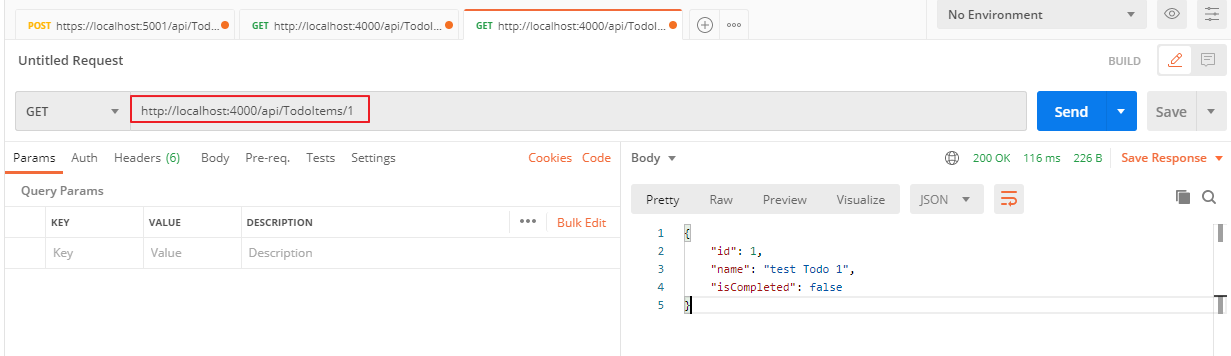 POST https://localhost:5001/api/Tod... GET http://localhost:4000/api/TodoI... GET http://localhost:4000/api/TodoI... No Environment
Untitled Request BUILD
GET http://localhost:4000/api/TodoItems/1 Send Save
Params Auth Headers (6) Body Pre-req. Tests Settings Cookies Code
Query Params
KEY VALUE DESCRIPTION Bulk Edit
Key Value Description
Body 200 OK 116 ms 226 B Save Response
Pretty Raw Preview Visualize JSON
1 {
2 "id": 1,
3 "name": "test Todo 1",
4 "isCompleted": false
5 }